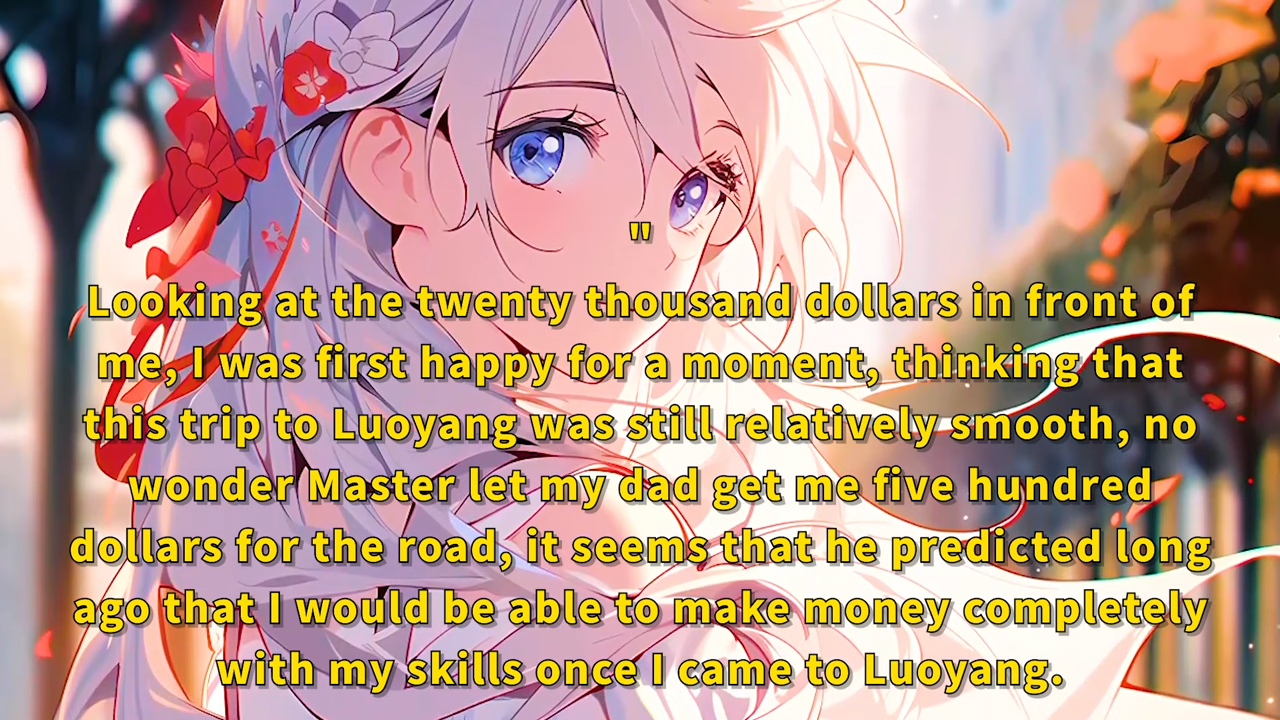 "
Looking at the twenty thousand dollars in front of
me, I was first happy for a moment, thinking that
this trip to Luoyang was still relatively smooth, no
wonder Master let my dad get me five hundred
dollars for the road, it seems that he predicted long
ago that I would be able to make money completely
with my skills once I came to Luoyang.